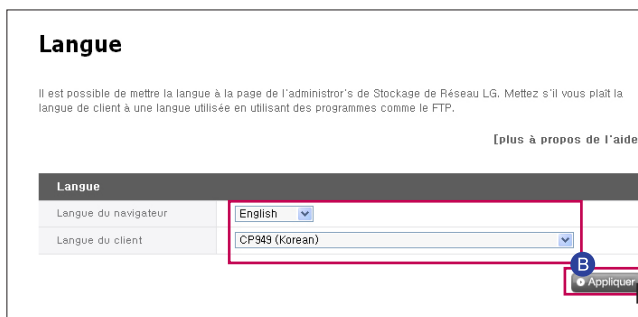 Langue
Il est possible de mettre la langue à la page de l'administror's de Stockage de Réseau LG. Mettez s'il vous plaît la
langue de client à une langue utilisée en utilisant des programmes comme le FTP.
[plus à propos de l'aide
Langue
Langue du navigateur English
Langue du client CP949 (Korean)
B
Appliquer